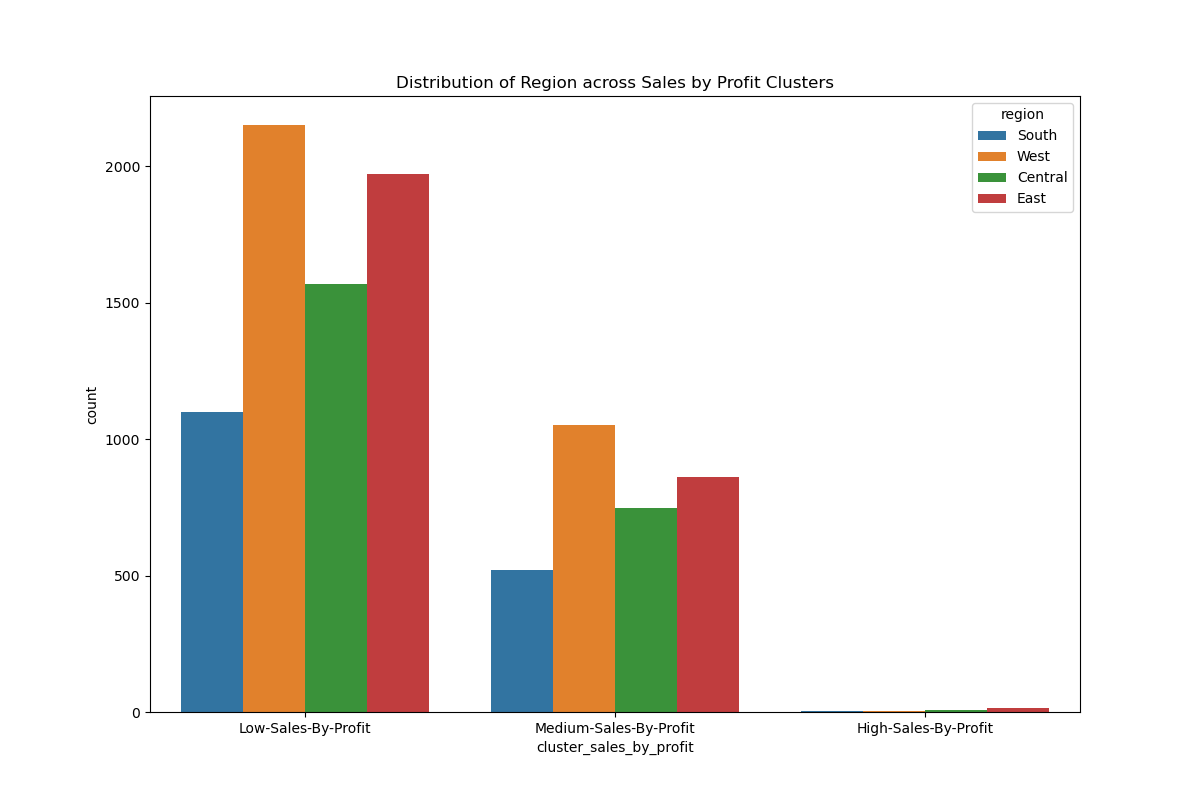 Distribution of Region across Sales by Profit Clusters
region
South
West
Central
East
2000
1500
1000
500
0
count
Low-Sales-By-Profit
Medium-Sales-By-Profit
High-Sales-By-Profit
cluster_sales_by_profit